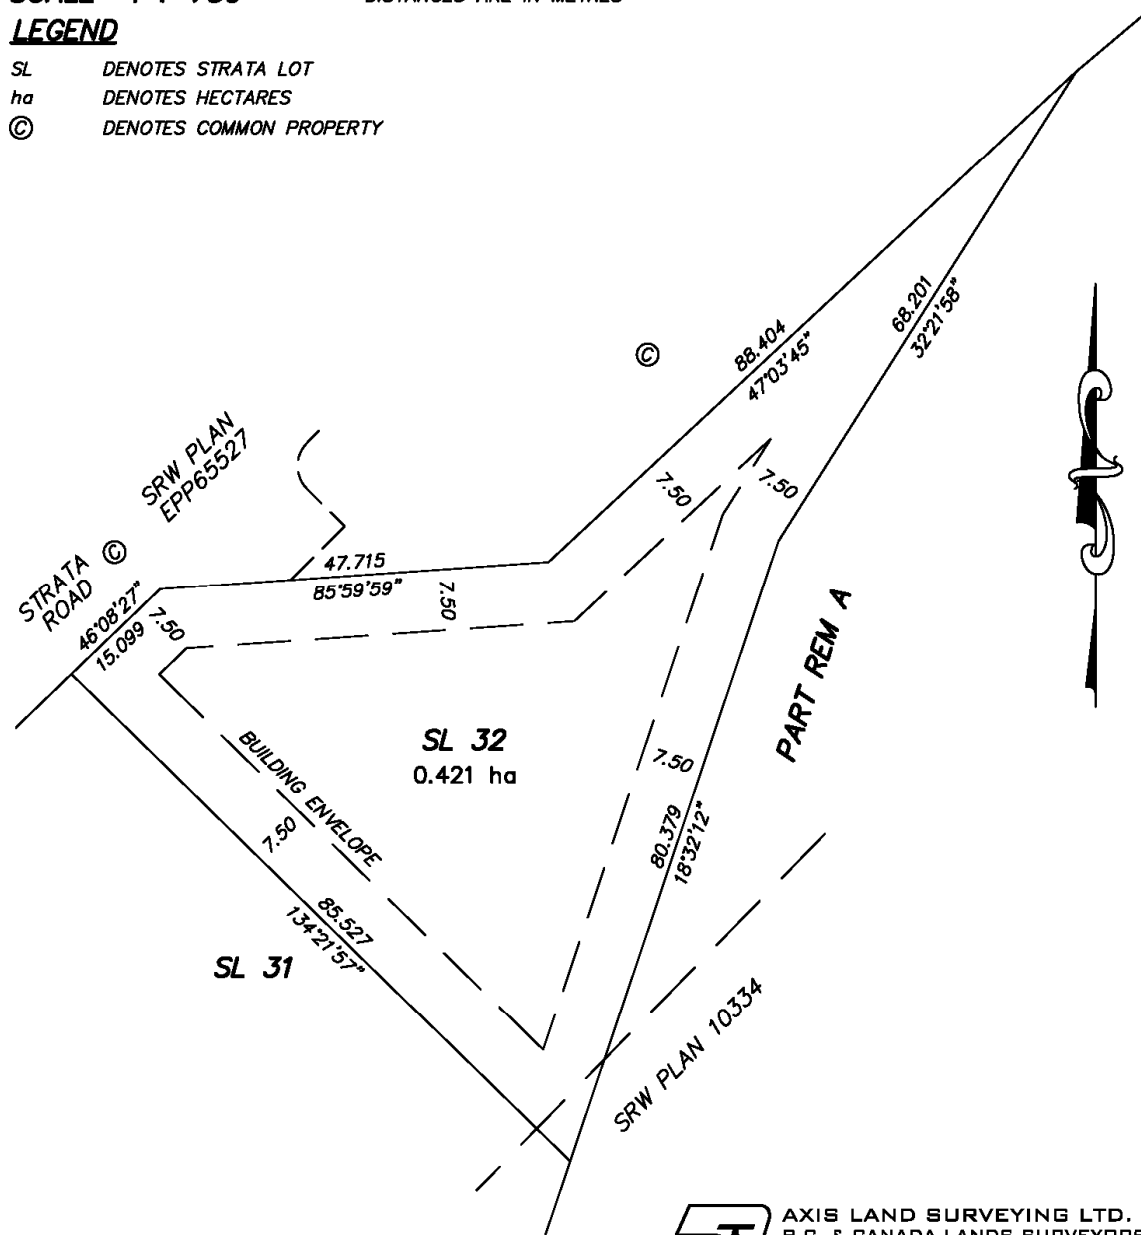 LEGEND
SL DENOTES STRATA LOT
ha DENOTES HECTARES
© DENOTES COMMON PROPERTY
88.404
47°03'45"
68.201
32°21'58"
©
SRW PLAN
EPP65527
7.50
7.50
STRATA ©
ROAD
47.715
85°59'59"
7.50
46°08'27"
15.099
7.50
PART REM A
SL 32
0.421 ha
BUILDING ENVELOPE
7.50
7.50
80.379
18°32'12"
85.527
134°21'57"
SL 31
SRW PLAN 10334
AXIS LAND SURVEYING LTD.